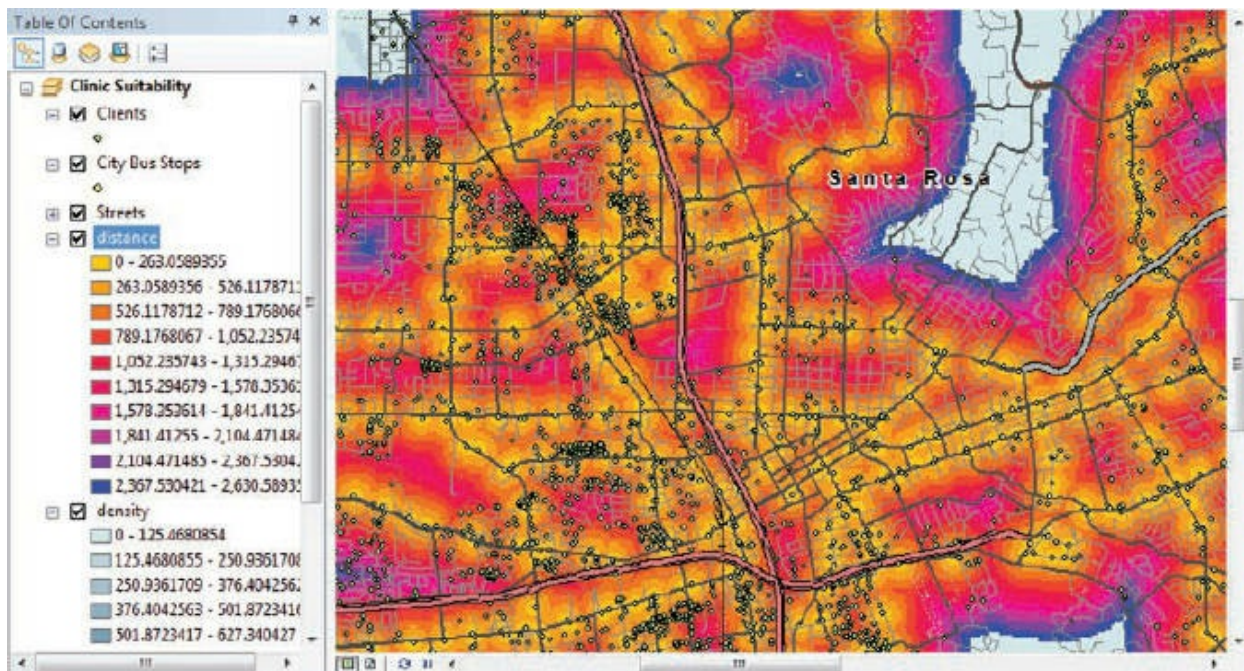 Table Of Contents
Clinic Suitability
Clients
City Bus Stops
Streets
distance
0 - 263.0589355
263.0589356 - 526.117871
526.1178712 - 789.1768066
789.1768067 - 1,052.23574
1,052.235743 - 1,315.29467
1,315.294679 - 1,578.35361
1,578.353614 - 1,841.41254
1,841.41255 - 2,104.471484
2,104.471485 - 2,367.5304
2,367.530421 - 2,630.58935
density
0 - 125.4680854
125.4680855 - 250.9361708
250.9361709 - 376.4042562
376.4042563 - 501.8723416
501.8723417 - 627.340427
Santa Rosa